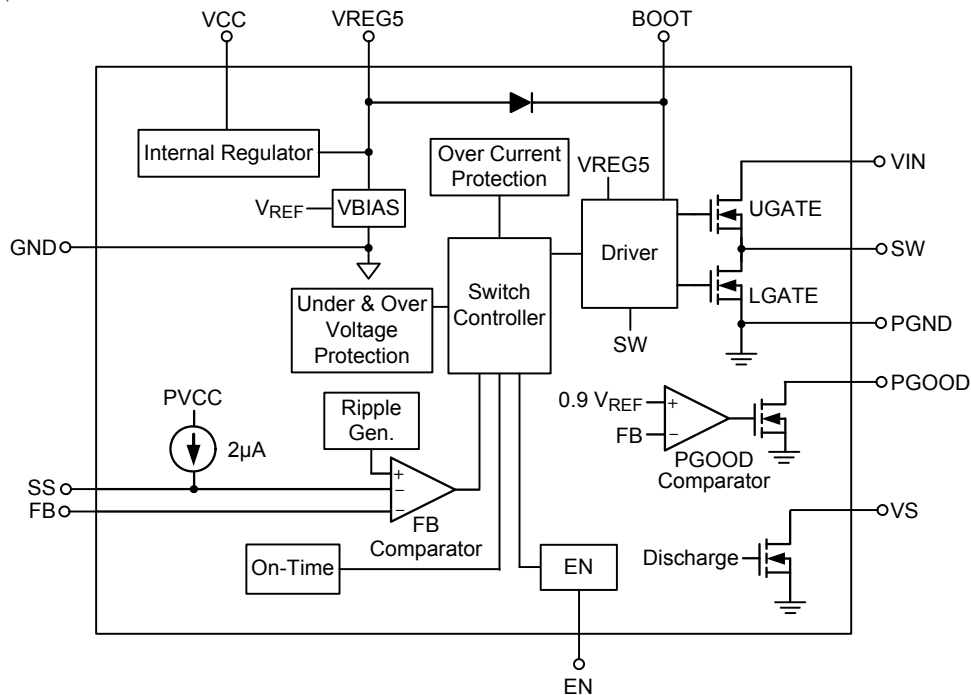 VCC
VREG5
BOOT
Internal Regulator
Over Current
Protection
VREG5
VIN
VREF
VBIAS
UGATE
GND
SW
Driver
Switch
Controller
LGATE
Under & Over
Voltage
Protection
SW
PGND
PGOOD
PVCC
Ripple
Gen.
0.9 VREF
+
FB
−
2µA
PGOOD
Comparator
SS
+
−
FB
−
FB
Comparator
VS
On-Time
EN
Discharge
EN